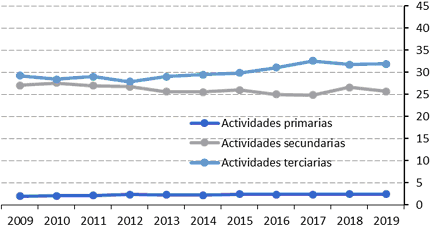 45
40
35
30
25
20
15
10
5
0
Actividades primarias
Actividades secundarias
Actividades terciarias
2009 2010 2011 2012 2013 2014 2015 2016 2017 2018 2019